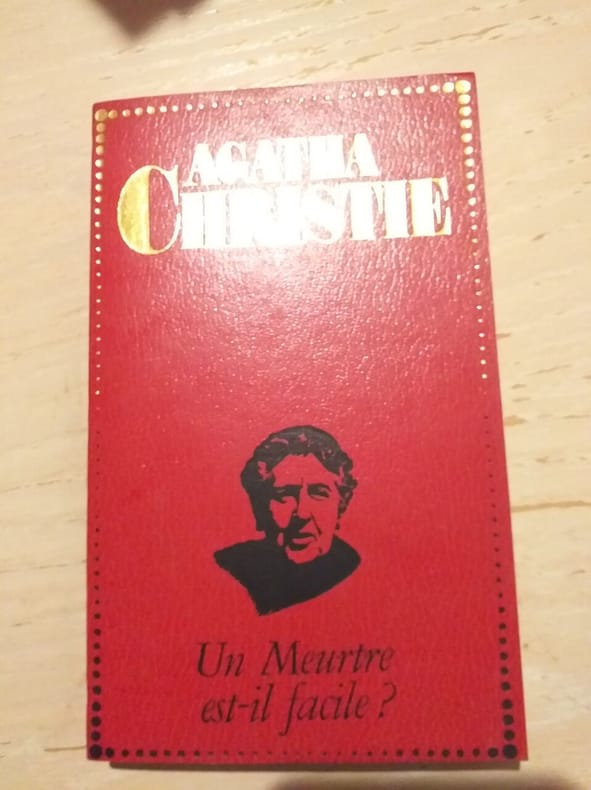 AGATHA
CHRISTIE
Un Meurtre
est-il facile ?